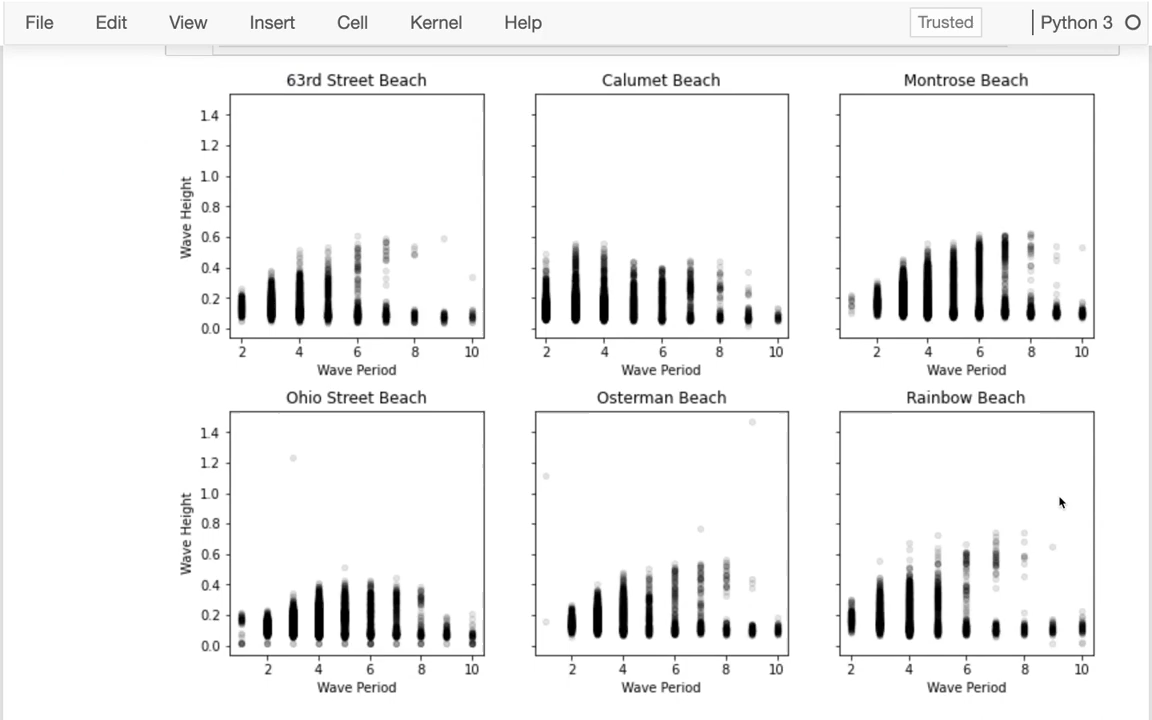 File Edit View Insert Cell Kernel Help Trusted Python 3
63rd Street Beach Calumet Beach Montrose Beach
1.4
1.2
1.0
0.8
0.6
0.4
0.2
0.0
Wave Height
2 4 6 8 10 2 4 6 8 10 2 4 6 8 10
Wave Period Wave Period Wave Period
Ohio Street Beach Osterman Beach Rainbow Beach
1.4
1.2
1.0
0.8
0.6
0.4
0.2
0.0
Wave Height
2 4 6 8 10 2 4 6 8 10 2 4 6 8 10
Wave Period Wave Period Wave Period